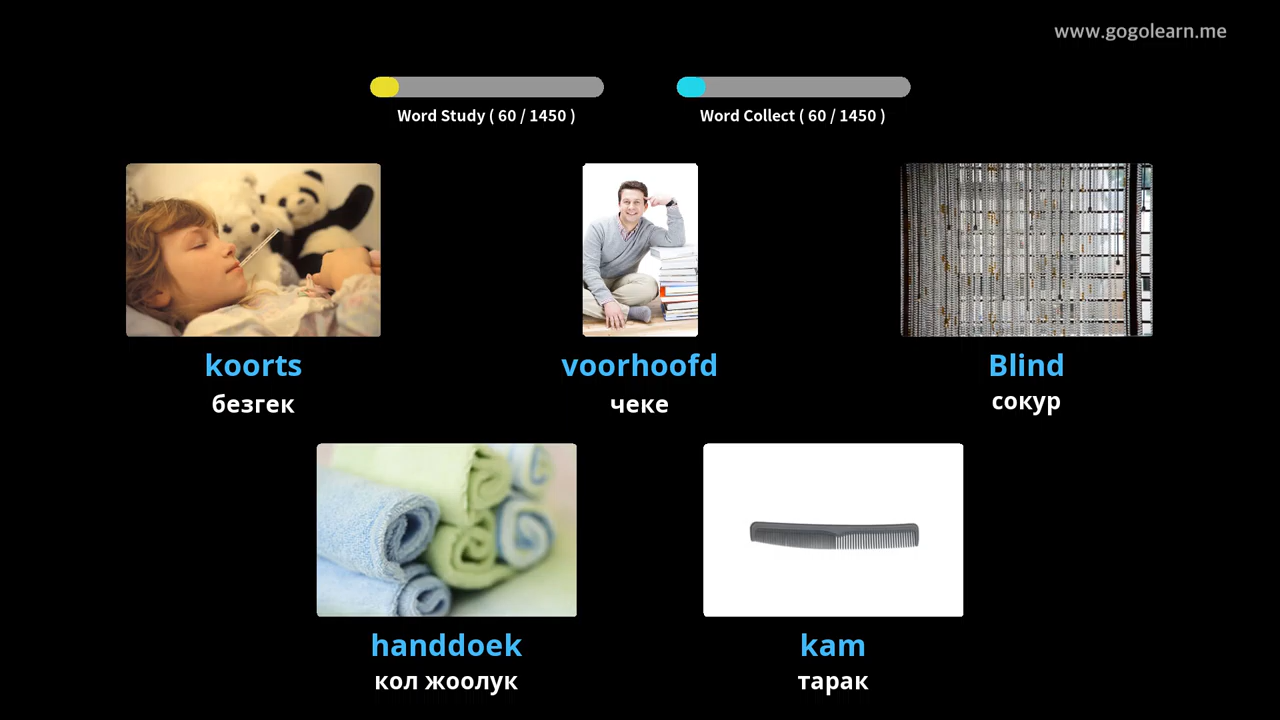 www.gogolearn.me
Word Study ( 60 / 1450 )
Word Collect ( 60 / 1450 )
koorts
безгек
voorhoofd
чеке
Blind
сокур
handdoek
кол жоолук
kam
тарак